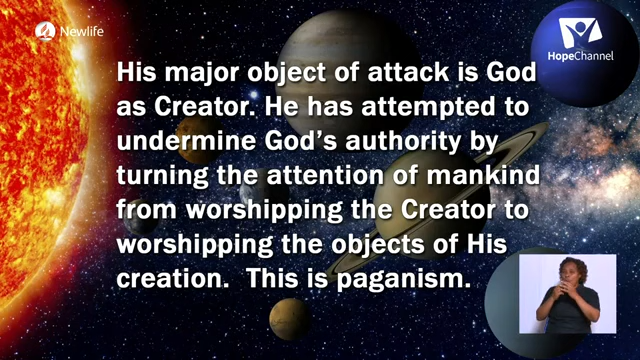 Newlife
HopeChannel
His major object of attack is God
as Creator. He has attempted to
undermine God's authority by
turning the attention of mankind
from worshipping the Creator to
worshipping the objects of His
creation.  This is paganism.